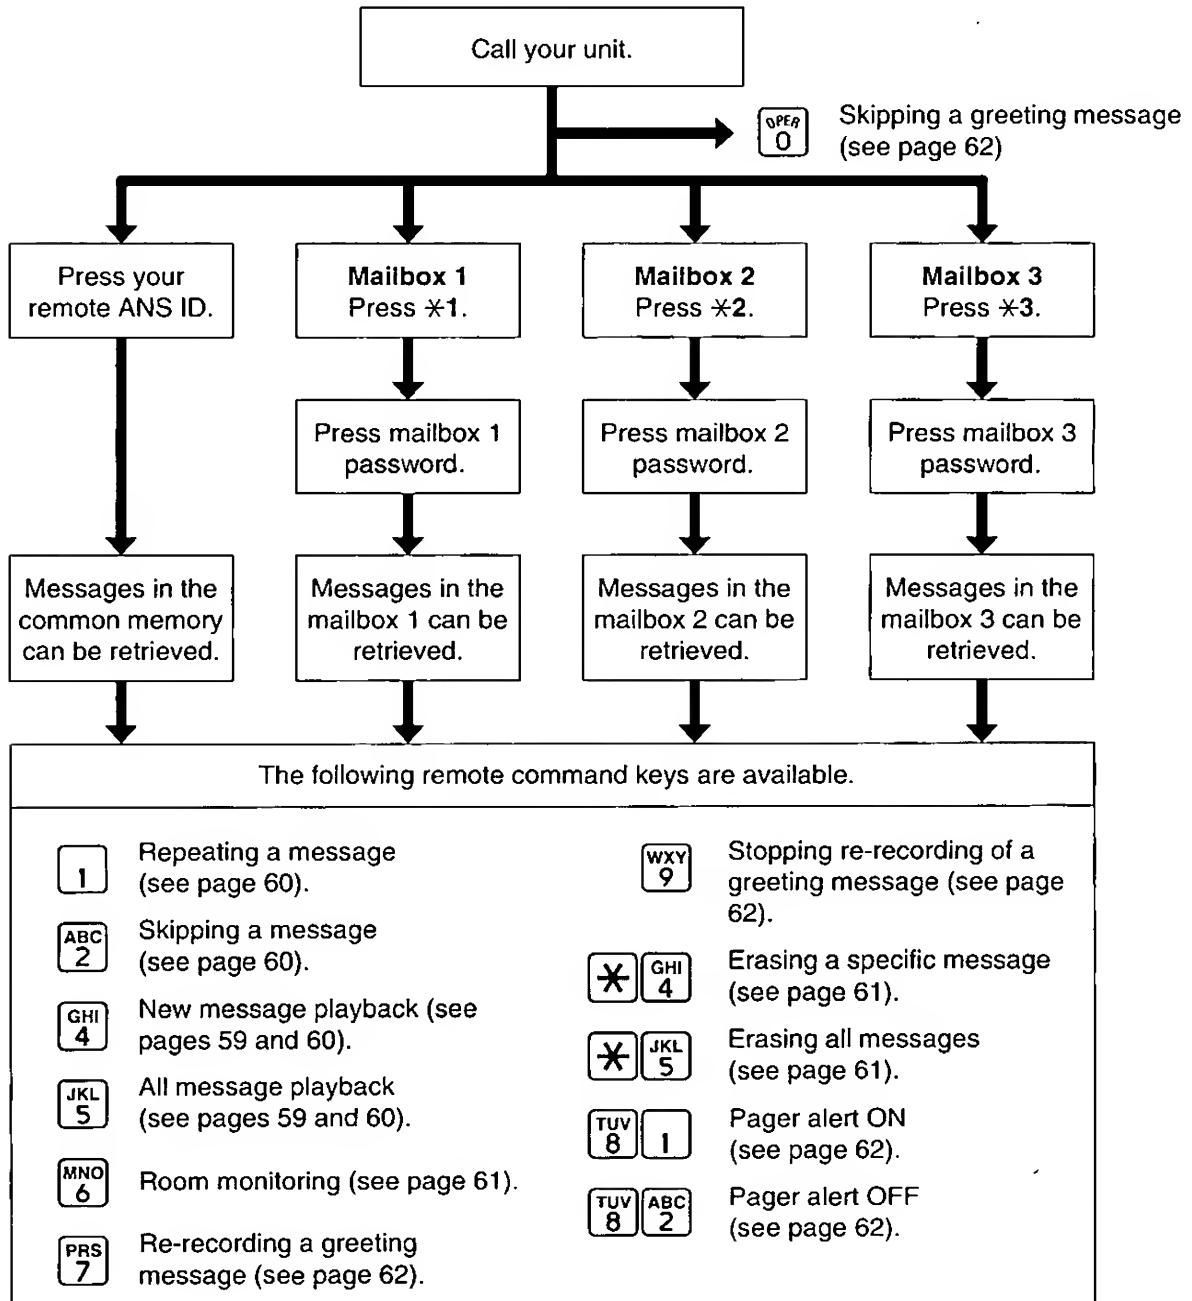 Call your unit.
OPER
0
Skipping a greeting message
(see page 62)
Press your
remote ANS ID.
Mailbox 1
Press *1.
Mailbox 2
Press *2.
Mailbox 3
Press *3.
Press mailbox 1
password.
Press mailbox 2
password.
Press mailbox 3
password.
Messages in the
common memory
can be retrieved.
Messages in the
mailbox 1 can be
retrieved.
Messages in the
mailbox 2 can be
retrieved.
Messages in the
mailbox 3 can be
retrieved.
The following remote command keys are available.
1
Repeating a message
(see page 60).
ABC
2
Skipping a message
(see page 60).
GHI
4
New message playback (see
pages 59 and 60).
JKL
5
All message playback
(see pages 59 and 60).
MNO
6
Room monitoring (see page 61).
PRS
7
Re-recording a greeting
message (see page 62).
WXY
9
Stopping re-recording of a
greeting message (see page
62).
* GHI
4
Erasing a specific message
(see page 61).
* JKL
5
Erasing all messages
(see page 61).
TUV
8 1
Pager alert ON
(see page 62).
TUV ABC
8 2
Pager alert OFF
(see page 62).